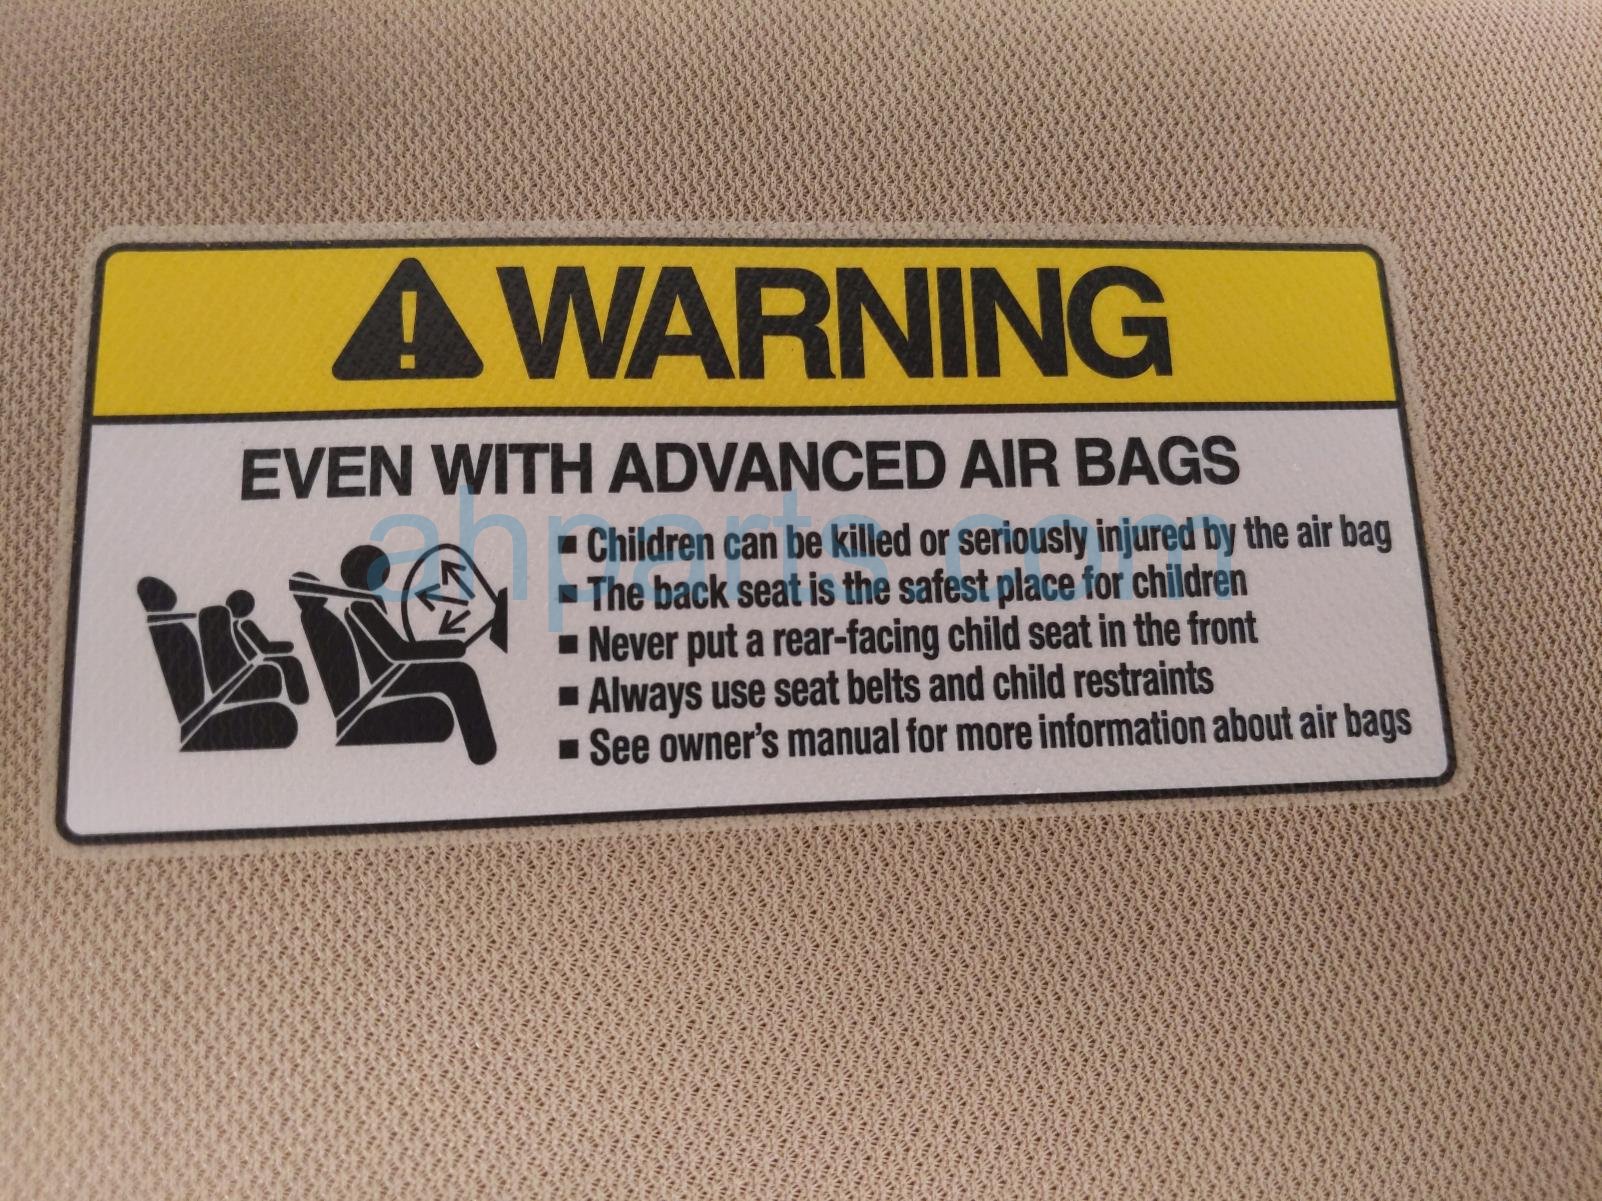 WARNING
EVEN WITH ADVANCED AIR BAGS
▪ Children can be killed or seriously injured by the air bag
▪ The back seat is the safest place for children
▪ Never put a rear-facing child seat in the front
▪ Always use seat belts and child restraints
▪ See owner's manual for more information about air bags
ahparts.com